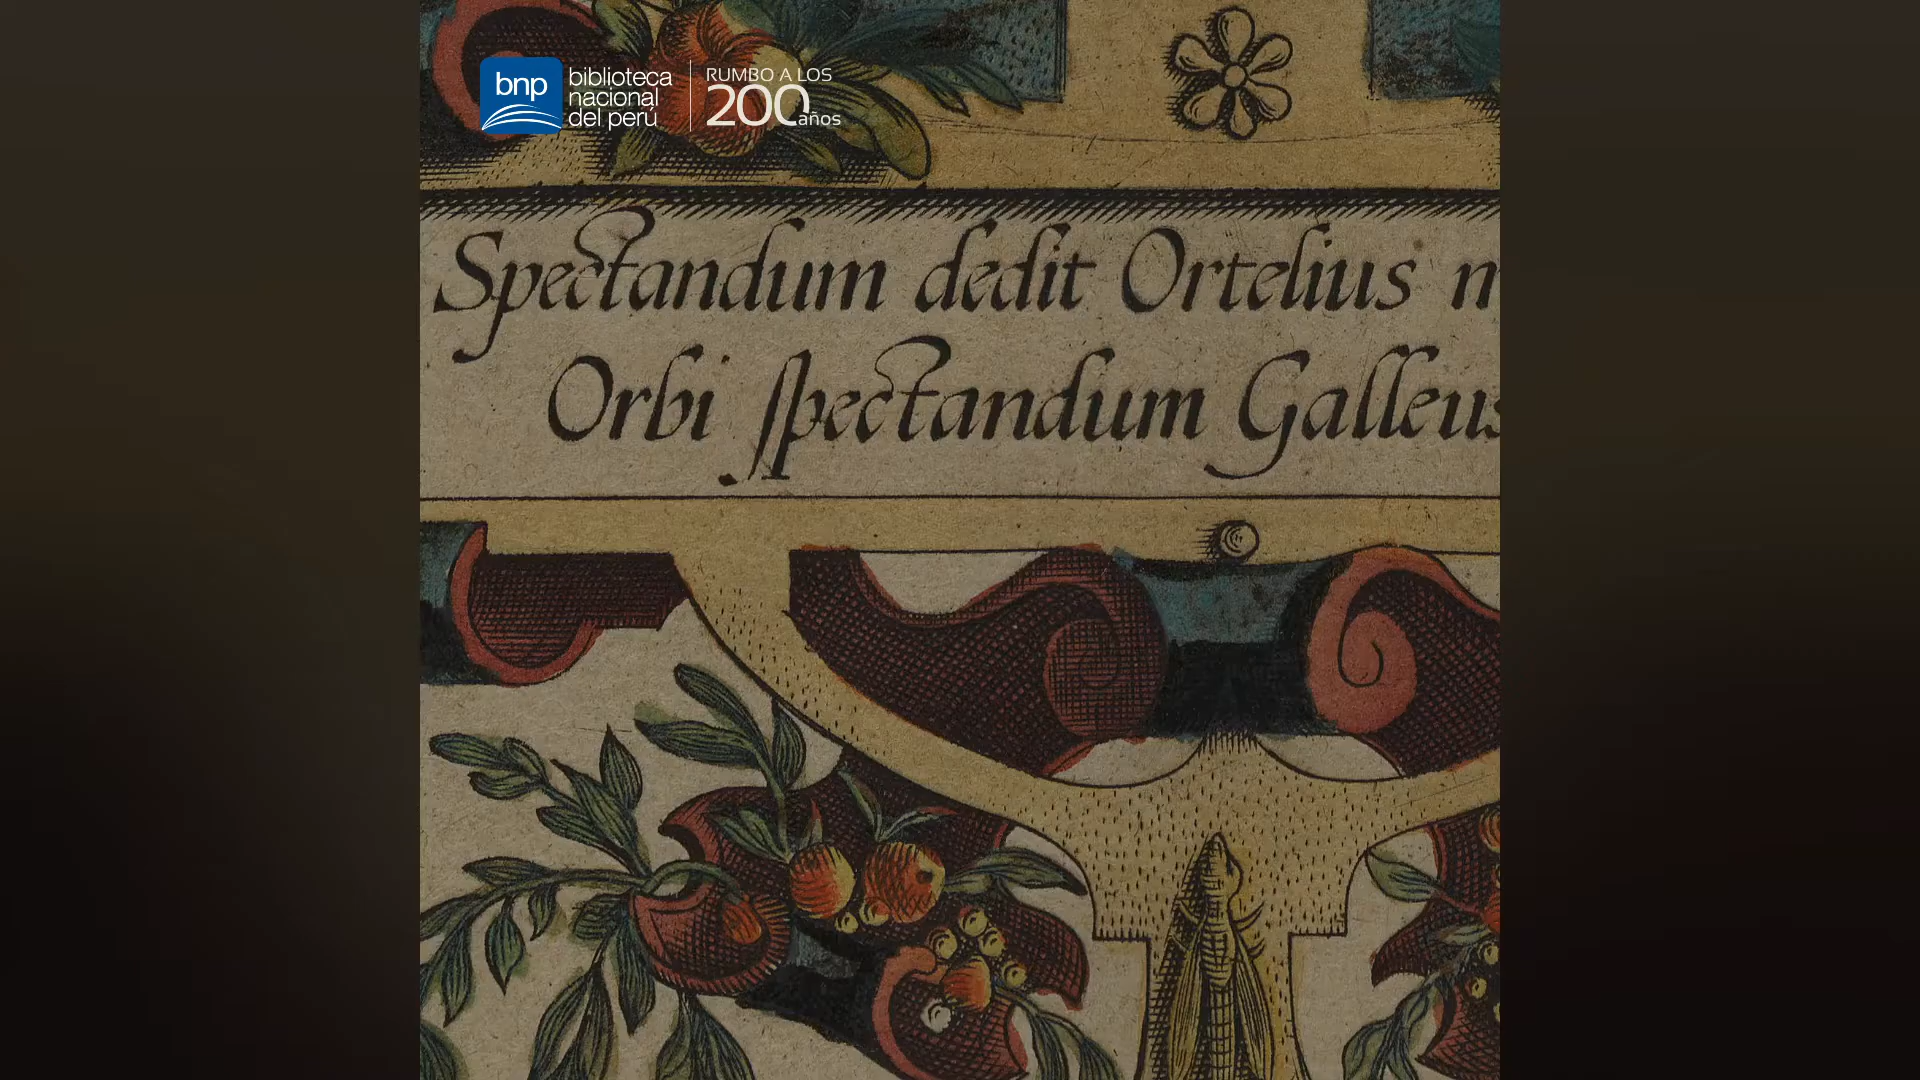 bnp
biblioteca
nacional
del perú
RUMBO A LOS
200
años
Spectandum dedit Ortelius m
Orbi ſpectandum Galleus